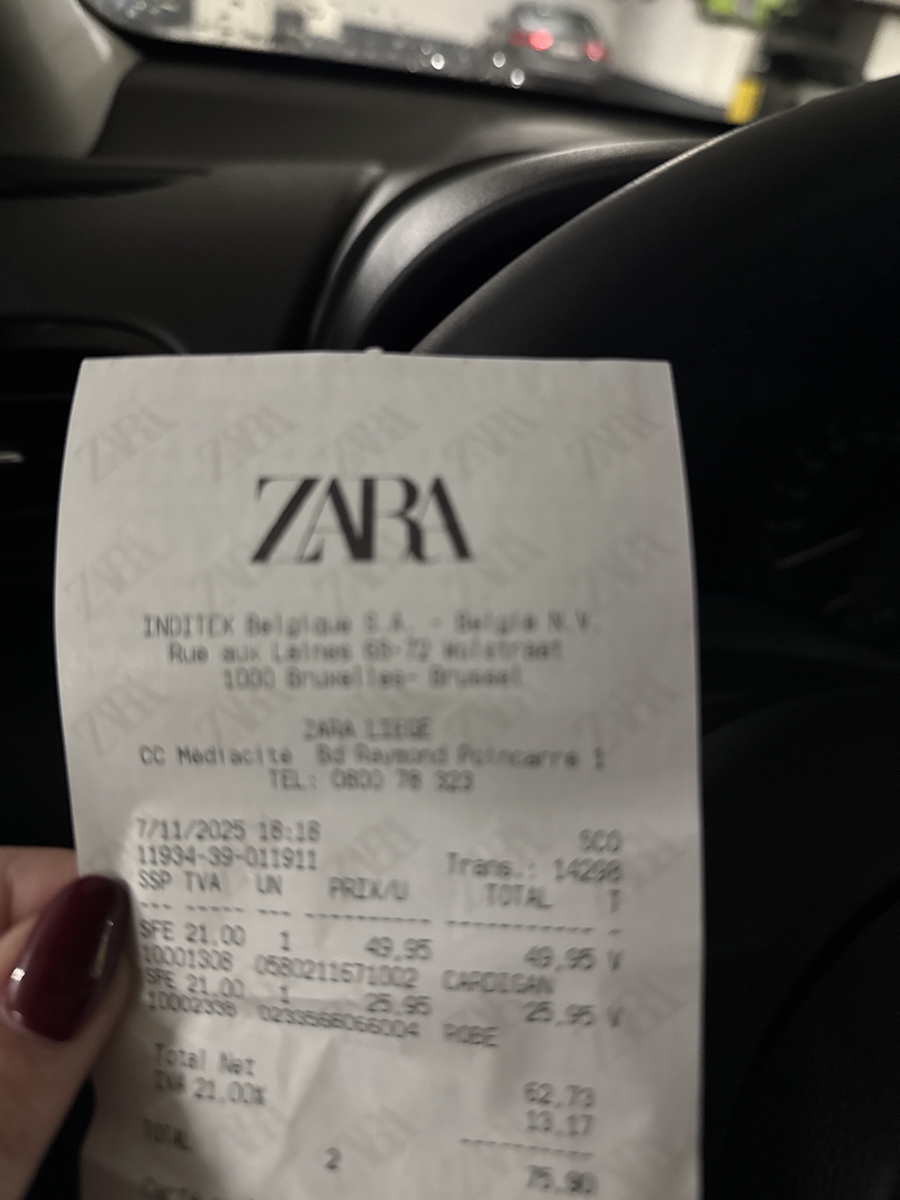 ZARA
INDITEX Belgique S.A. - België N.V.
Rue aux Laines 68-72 Wolstraat
1000 Bruxelles- Brussel
ZARA LIEGE
CC Mediacite Bd Raymond Poincarre 1
TEL: 0800 78 323
7/11/2025 18:18 SCO
11934-39-011911 Trans.: 14298
SSP TVA UN PRIX/U TOTAL T
--- ----- --- ---------- ----------- -
SFE 21.00 1 49,95 49,95 V
10001308 0580211671002 CARDIGAN
SFE 21.00 1 25,95 25,95 V
10002338 0233566066004 ROBE
Total Net 62,73
IVA 21.00% 13,17
----------
TOTAL 2 75,90